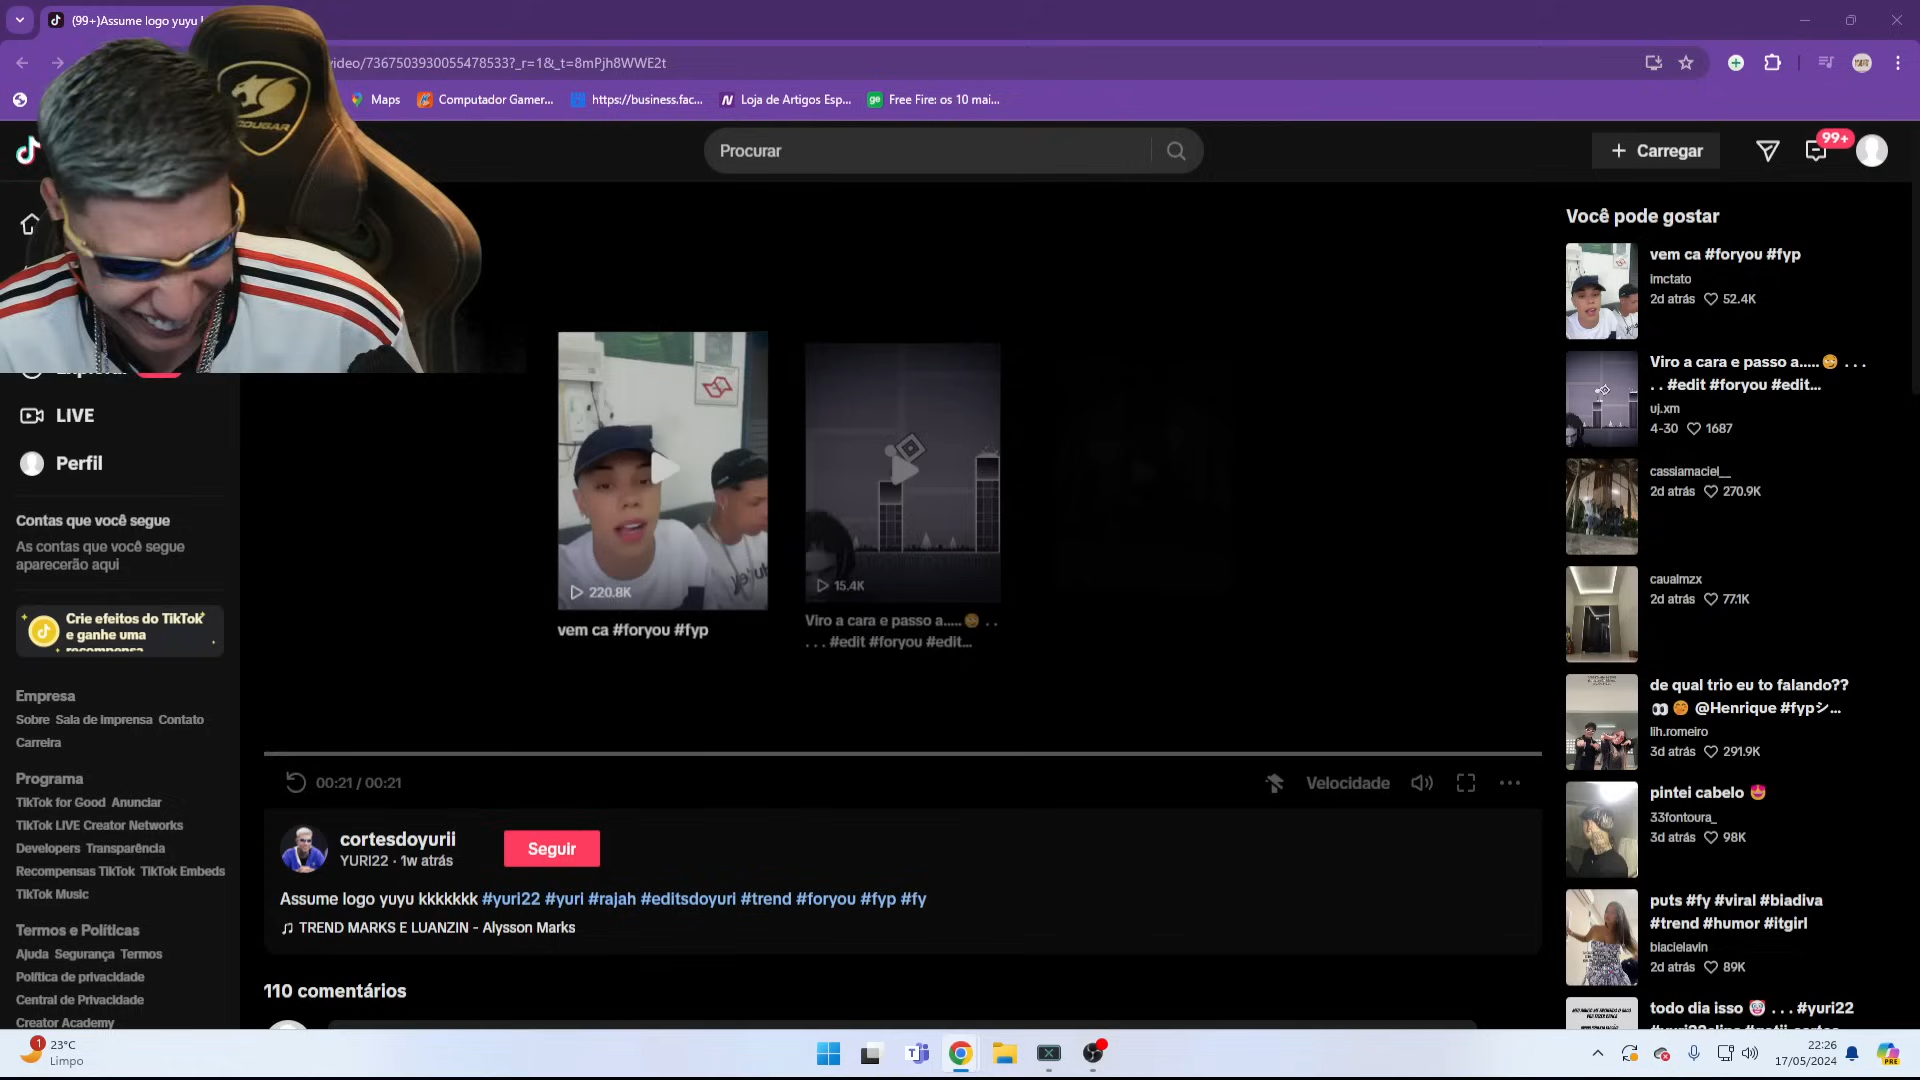 (99+)Assume logo yuyu
video/7367503930055478533?_r=1&_t=8mPjh8WWE2t
Maps
Computador Gamer...
https://business.fac...
Loja de Artigos Esp...
Free Fire: os 10 mai...
COUGAR
Procurar
Carregar
99+
LIVE
Perfil
Contas que você segue
As contas que você segue
aparecerão aqui
Crie efeitos do TikTok
e ganhe uma
recompensa
Empresa
Sobre Sala de imprensa Contato
Carreira
Programa
TikTok for Good Anunciar
TikTok LIVE Creator Networks
Developers Transparência
Recompensas TikTok TikTok Embeds
TikTok Music
Termos e Políticas
Ajuda Segurança Termos
Política de privacidade
Central de Privacidade
Creator Academy
220.8K
vem ca #foryou #fyp
15.4K
Viro a cara e passo a.....🥴 . .
. . . #edit #foryou #edit...
00:21 / 00:21
Velocidade
cortesdoyurii
YURI22 · 1w atrás
Seguir
Assume logo yuyu kkkkkkk #yuri22 #yuri #rajah #editsdoyuri #trend #foryou #fyp #fy
TREND MARKS E LUANZIN - Alysson Marks
110 comentários
Você pode gostar
vem ca #foryou #fyp
imctato
2d atrás 52.4K
Viro a cara e passo a.....🥴 . . .
. . #edit #foryou #edit...
uj.xm
4-30 1687
cassiamaciel__
2d atrás 270.9K
caualmzx
2d atrás 77.1K
de qual trio eu to falando??
👀 🤭 @Henrique #fypシ...
lih.romeiro
3d atrás 291.9K
pintei cabelo 😍
33fontoura_
3d atrás 98K
puts #fy #viral #biadiva
#trend #humor #itgirl
biacielavin
2d atrás 89K
todo dia isso 🤡 . . . #yuri22
1
23°C
Limpo
22:26
17/05/2024
PRE